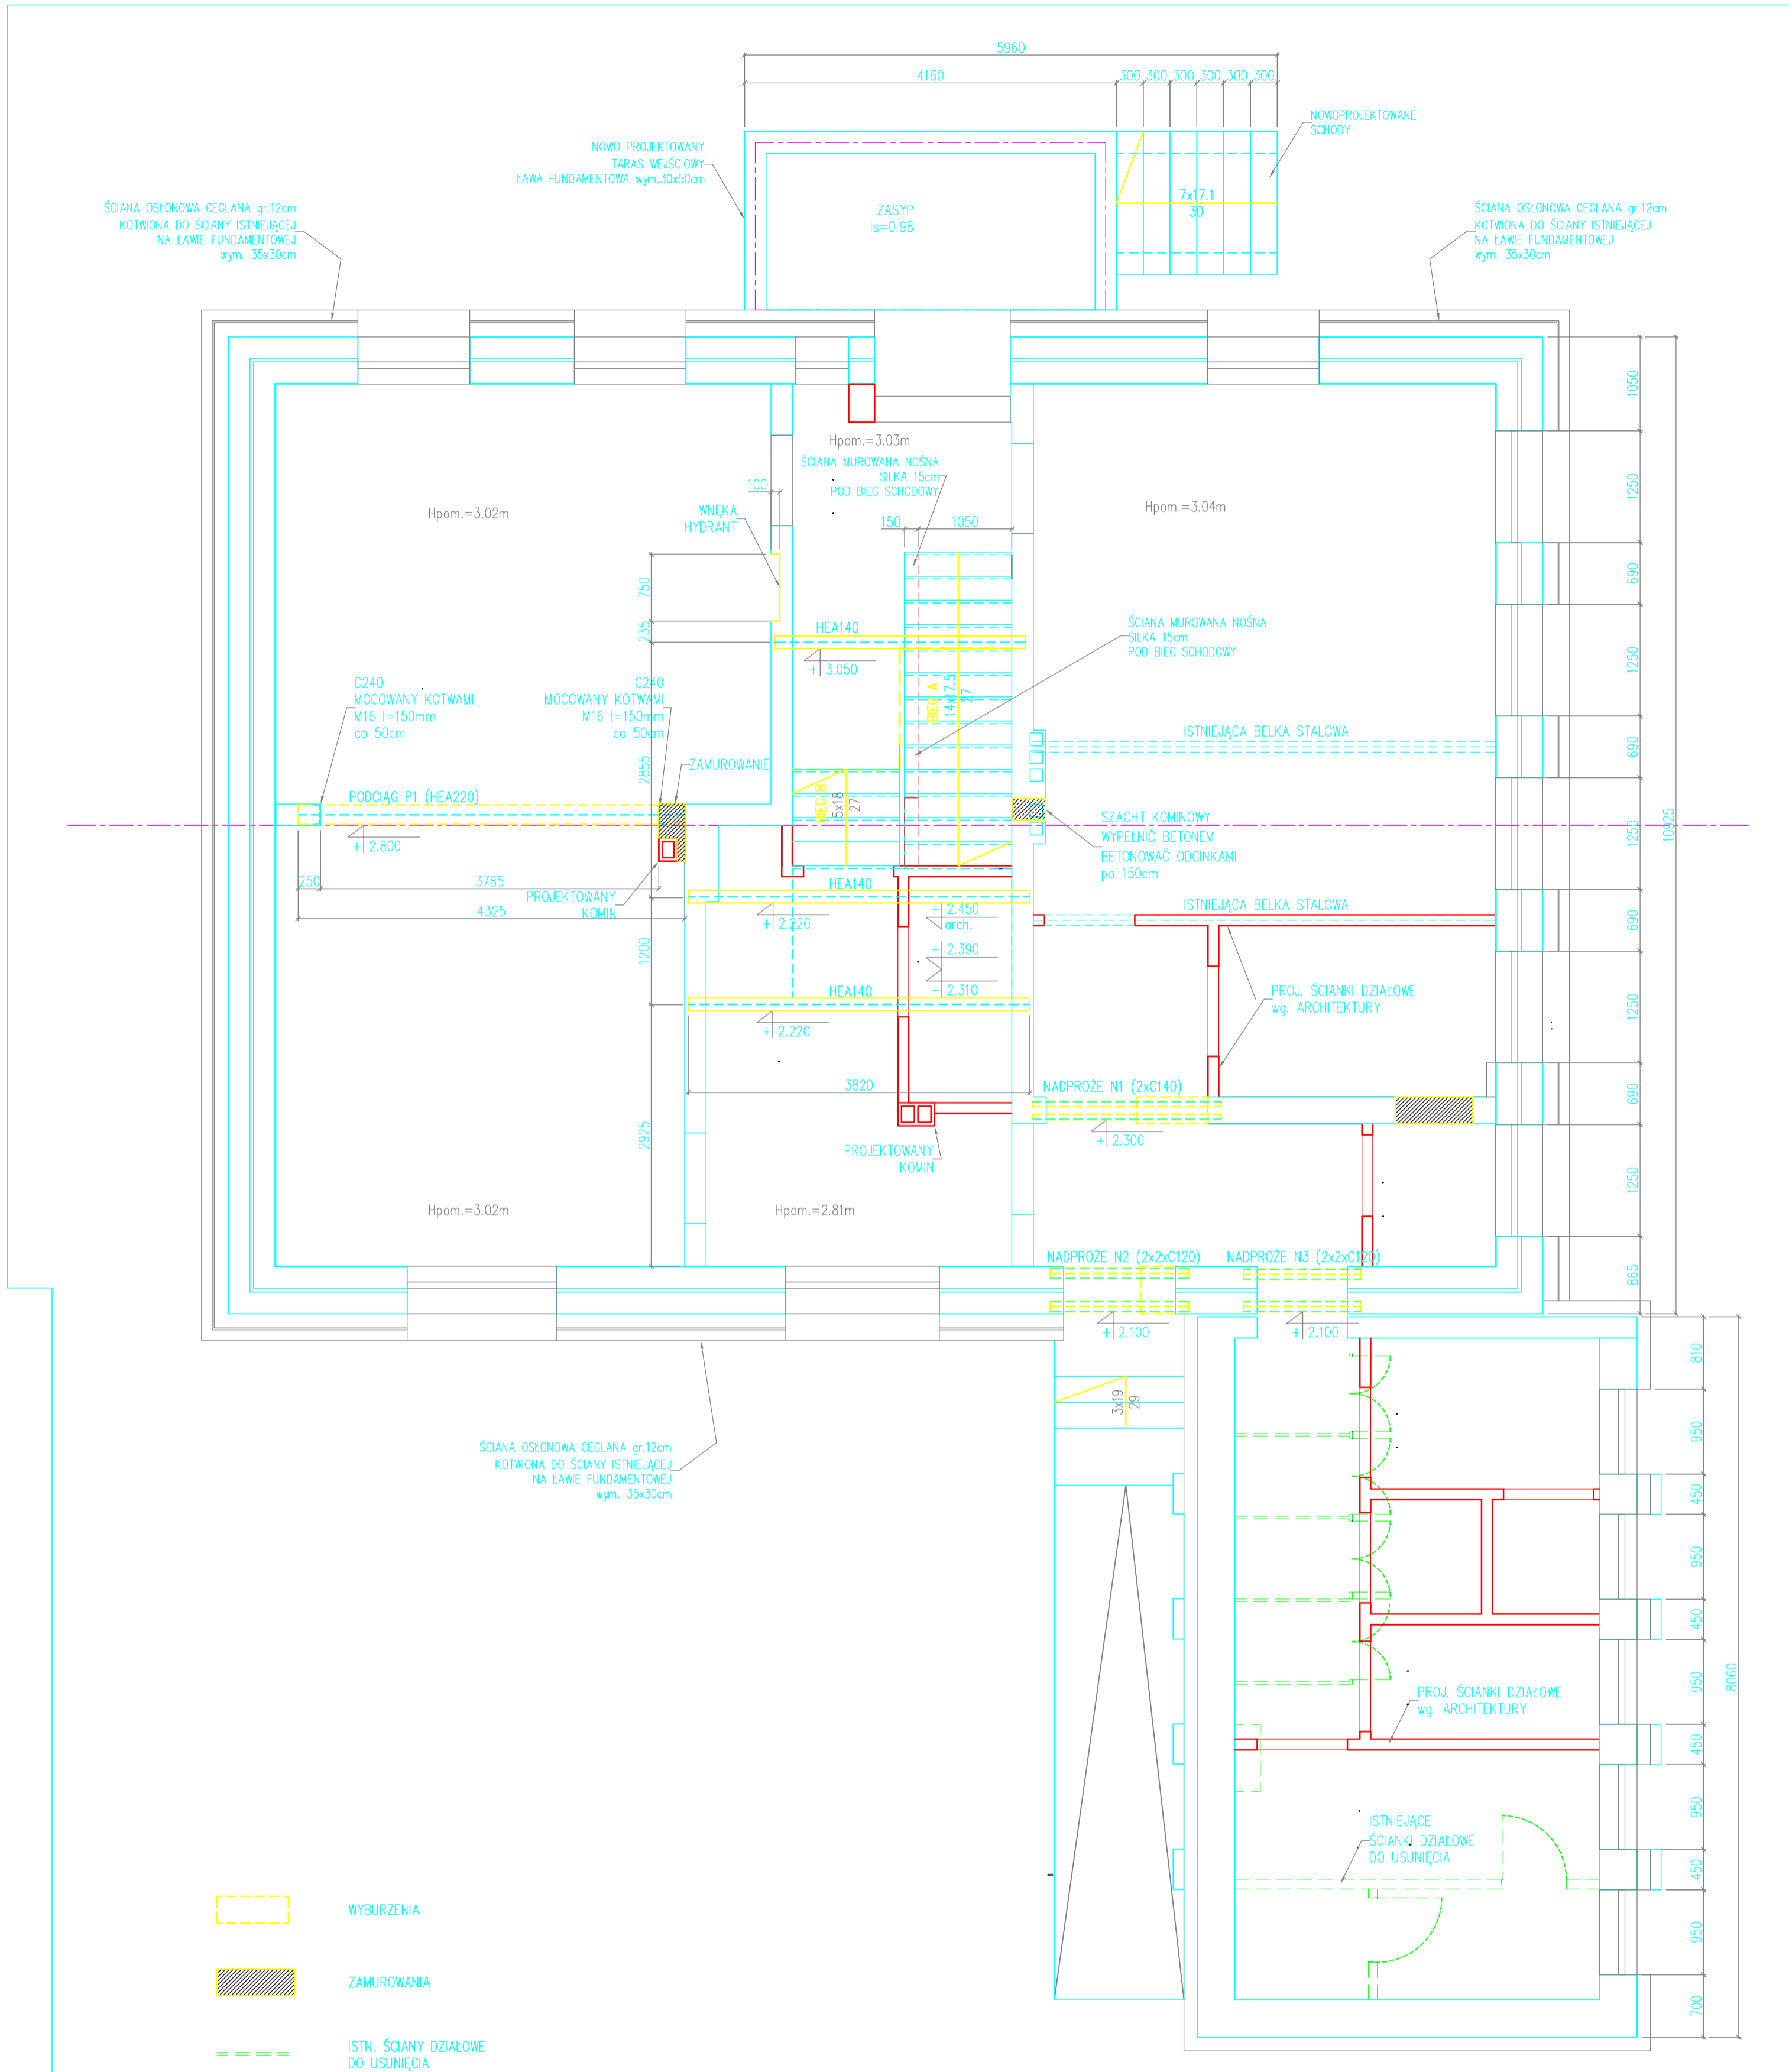 5960
4160
300 300 300 300 300 300
NOWOPROJEKTOWANE
SCHODY
NOWO PROJEKTOWANY
TARAS WEJŚCIOWY
ŁAWA FUNDAMENTOWA wym.30x50cm
7x17.1
30
ZASYP
Is=0.98
ŚCIANA OSŁONOWA CEGLANA gr.12cm
KOTWIONA DO ŚCIANY ISTNIEJĄCEJ
NA ŁAWIE FUNDAMENTOWEJ
wym. 35x30cm
ŚCIANA OSŁONOWA CEGLANA gr.12cm
KOTWIONA DO ŚCIANY ISTNIEJĄCEJ
NA ŁAWIE FUNDAMENTOWEJ
wym. 35x30cm
1050
1250
690
1250
690
1250
690
1250
690
1250
865
10925
Hpom.=3.03m
ŚCIANA MUROWANA NOŚNA
SILKA 15cm
POD BIEG SCHODOWY
100
WNĘKA
HYDRANT
150
1050
Hpom.=3.02m
Hpom.=3.04m
750
235
2855
1200
2925
HEA140
+ 3.050
ŚCIANA MUROWANA NOŚNA
SILKA 15cm
POD BIEG SCHODOWY
C240
MOCOWANY KOTWAMI
M16 l=150mm
co 50cm
C240
MOCOWANY KOTWAMI
M16 l=150mm
co 50cm
BIEG A
14x17.5
27
ISTNIEJĄCA BELKA STALOWA
ZAMUROWANIE
PODCIĄG P1 (HEA220)
+ 2.800
BIEG B
5x18
27
SZACHT KOMINOWY
WYPEŁNIĆ BETONEM
BETONOWAĆ ODCINKAMI
po 150cm
250
3785
4325
PROJEKTOWANY
KOMIN
HEA140
+ 2.220
+ 2.450
orch.
+ 2.390
+ 2.310
ISTNIEJĄCA BELKA STALOWA
HEA140
+ 2.220
PROJ. ŚCIANKI DZIAŁOWE
wg. ARCHITEKTURY
3820
NADPROŻE N1 (2xC140)
+ 2.300
PROJEKTOWANY
KOMIN
Hpom.=3.02m
Hpom.=2.81m
NADPROŻE N2 (2x2xC120)
NADPROŻE N3 (2x2xC120)
+ 2.100
+ 2.100
3x19
29
ŚCIANA OSŁONOWA CEGLANA gr.12cm
KOTWIONA DO ŚCIANY ISTNIEJĄCEJ
NA ŁAWIE FUNDAMENTOWEJ
wym. 35x30cm
810
950
450
950
450
950
450
950
450
950
700
8060
PROJ. ŚCIANKI DZIAŁOWE
wg. ARCHITEKTURY
ISTNIEJĄCE
ŚCIANKI DZIAŁOWE
DO USUNIĘCIA
WYBURZENIA
ZAMUROWANIA
ISTN. ŚCIANY DZIAŁOWE
DO USUNIĘCIA